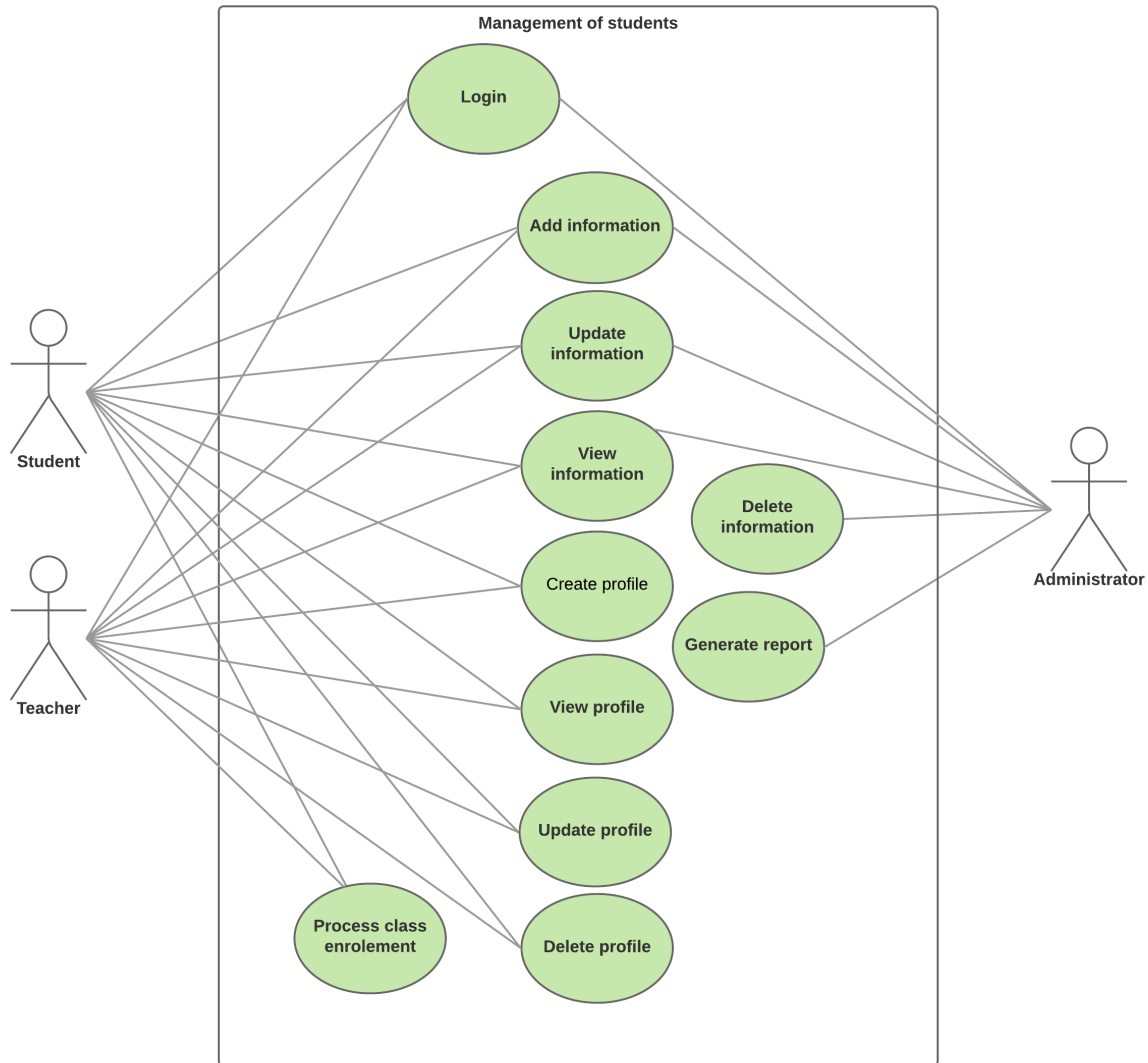 Management of students
Login
Add information
Update
information
View
information
Delete
information
Student
Create profile
Administrator
Generate report
View profile
Teacher
Update profile
Process class
enrolement
Delete profile